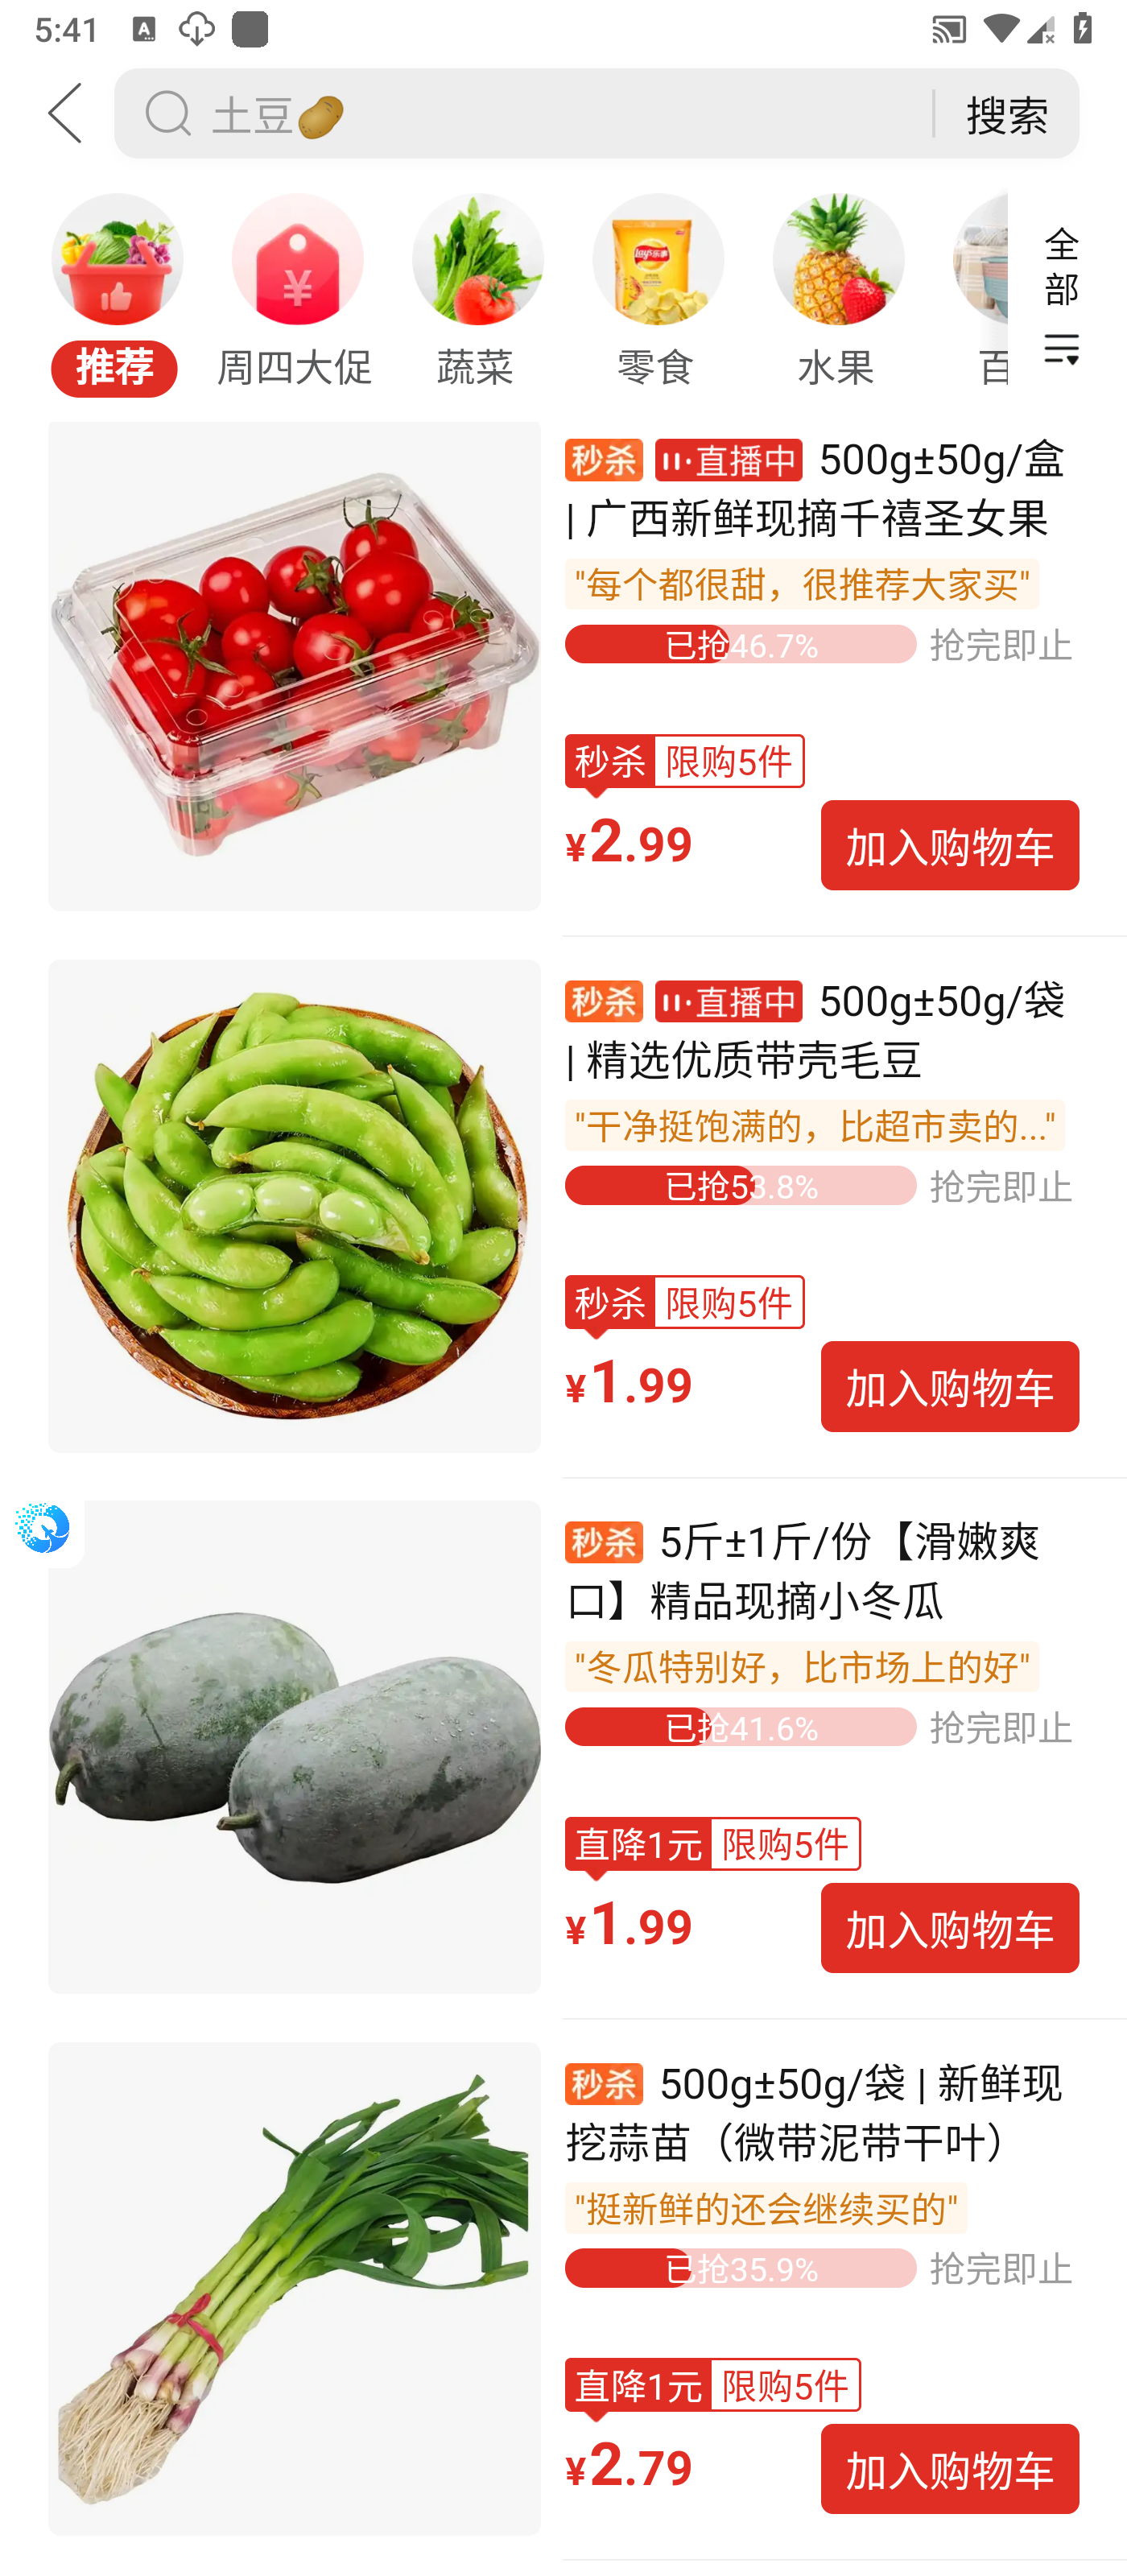 5:41
土豆🥔
搜索
推荐
周四大促
蔬菜
零食
水果
百
全部
秒杀 直播中 500g±50g/盒
| 广西新鲜现摘千禧圣女果
"每个都很甜，很推荐大家买"
已抢46.7% 抢完即止
秒杀 限购5件
¥2.99 加入购物车
秒杀 直播中 500g±50g/袋
| 精选优质带壳毛豆
"干净挺饱满的，比超市卖的..."
已抢53.8% 抢完即止
秒杀 限购5件
¥1.99 加入购物车
秒杀 5斤±1斤/份【滑嫩爽
口】精品现摘小冬瓜
"冬瓜特别好，比市场上的好"
已抢41.6% 抢完即止
直降1元 限购5件
¥1.99 加入购物车
秒杀 500g±50g/袋 | 新鲜现
挖蒜苗（微带泥带干叶）
"挺新鲜的还会继续买的"
已抢35.9% 抢完即止
直降1元 限购5件
¥2.79 加入购物车